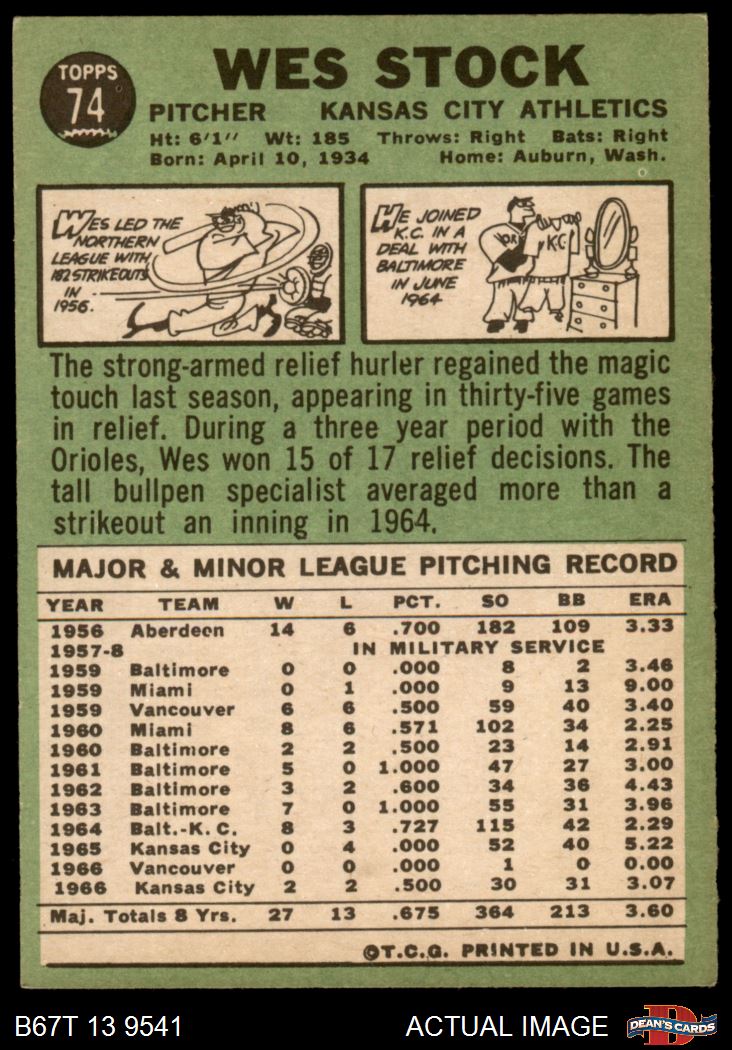 TOPPS
74
WES STOCK
PITCHER KANSAS CITY ATHLETICS
Ht: 6'1" Wt: 185 Throws: Right Bats: Right
Born: April 10, 1934 Home: Auburn, Wash.
WES LED THE
NORTHERN
LEAGUE WITH
182 STRIKEOUTS
IN
1956.
HE JOINED
K.C. IN A
DEAL WITH
BALTIMORE
IN JUNE
1964
K.C.
The strong-armed relief hurler regained the magic
touch last season, appearing in thirty-five games
in relief. During a three year period with the
Orioles, Wes won 15 of 17 relief decisions. The
tall bullpen specialist averaged more than a
strikeout an inning in 1964.
MAJOR & MINOR LEAGUE PITCHING RECORD
YEAR TEAM W L PCT. SO BB ERA
1956 Aberdeen 14 6 .700 182 109 3.33
1957-8 IN MILITARY SERVICE
1959 Baltimore 0 0 .000 8 2 3.46
1959 Miami 0 1 .000 9 13 9.00
1959 Vancouver 6 6 .500 59 40 3.40
1960 Miami 8 6 .571 102 34 2.25
1960 Baltimore 2 2 .500 23 14 2.91
1961 Baltimore 5 0 1.000 47 27 3.00
1962 Baltimore 3 2 .600 34 36 4.43
1963 Baltimore 7 0 1.000 55 31 3.96
1964 Balt.-K. C. 8 3 .727 115 42 2.29
1965 Kansas City 0 4 .000 52 40 5.22
1966 Vancouver 0 0 .000 1 0 0.00
1966 Kansas City 2 2 .500 30 31 3.07
Maj. Totals 8 Yrs. 27 13 .675 364 213 3.60
©T.C.G. PRINTED IN U.S.A.
B67T 13 9541 ACTUAL IMAGE
DEAN'S CARDS